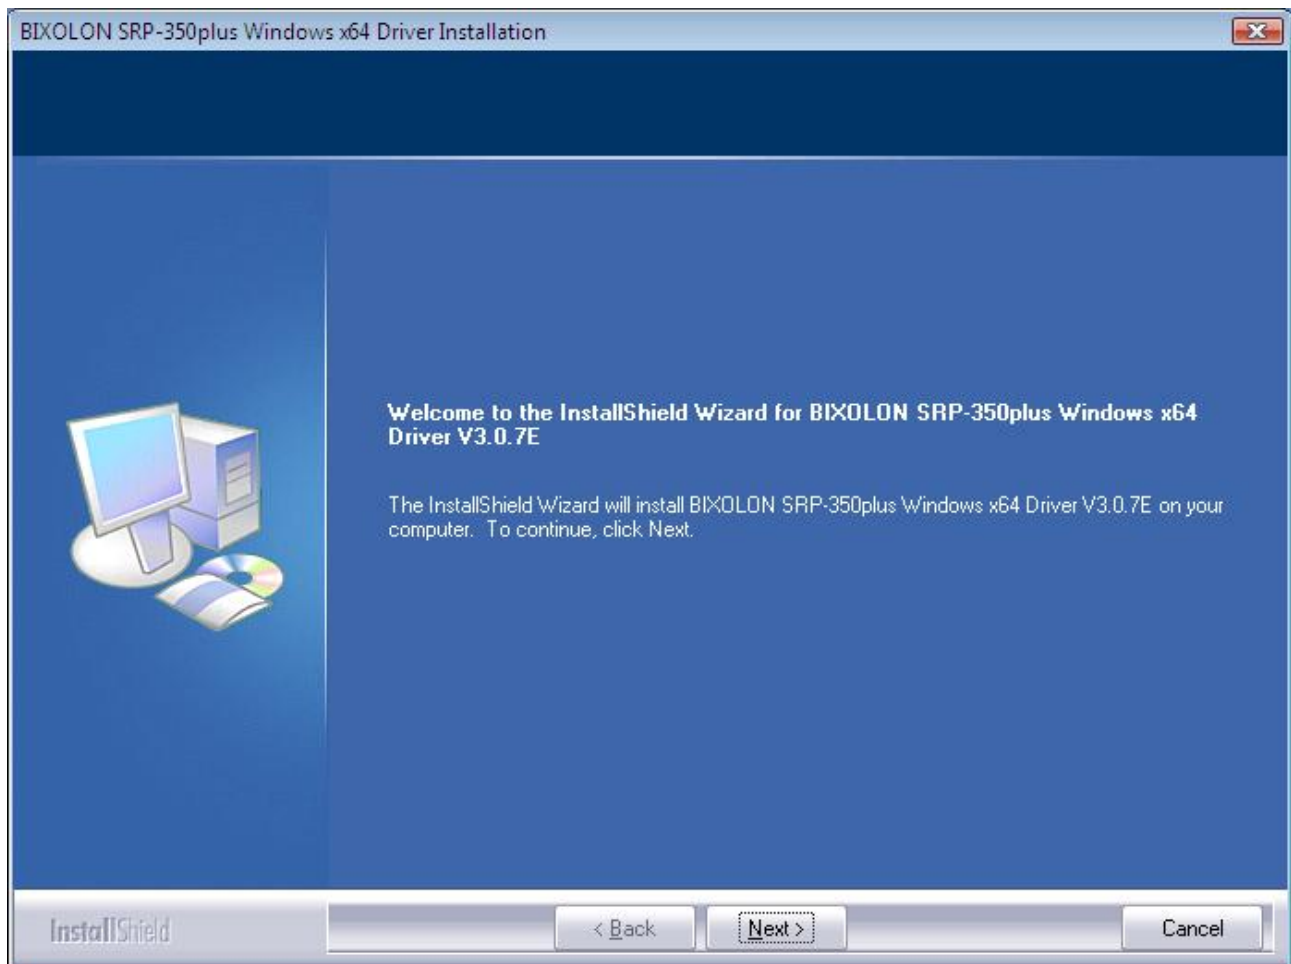 BIXOLON SRP-350plus Windows x64 Driver Installation
Welcome to the InstallShield Wizard for BIXOLON SRP-350plus Windows x64
Driver V3.0.7E
The InstallShield Wizard will install BIXOLON SRP-350plus Windows x64 Driver V3.0.7E on your
computer.  To continue, click Next.
InstallShield
< Back
Next >
Cancel